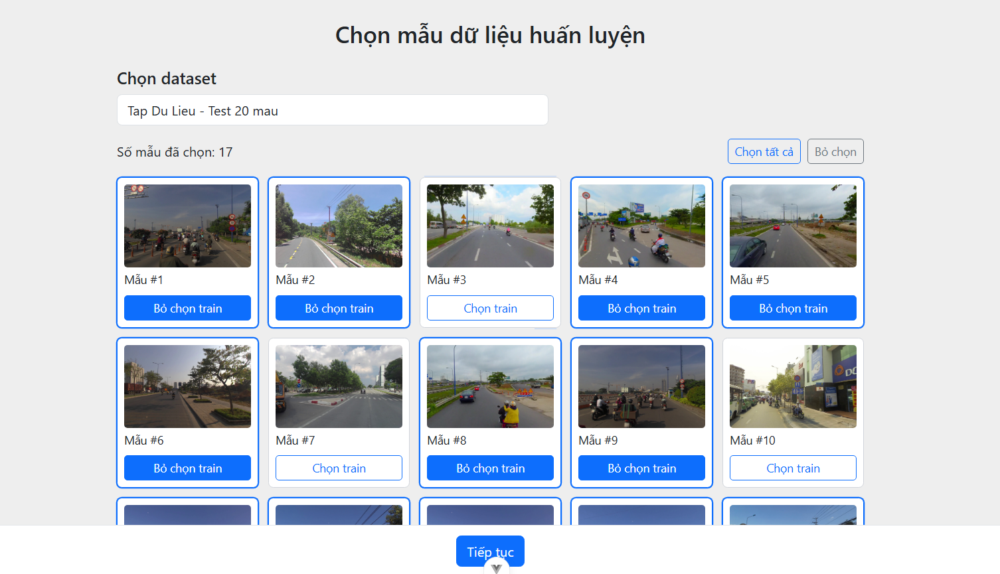 Chọn mẫu dữ liệu huấn luyện
Chọn dataset
Tap Du Lieu - Test 20 mau
Số mẫu đã chọn: 17
Chọn tất cả
Bỏ chọn
Mẫu #1
Mẫu #2
Mẫu #3
Mẫu #4
Mẫu #5
Bỏ chọn train
Bỏ chọn train
Chọn train
Bỏ chọn train
Bỏ chọn train
Mẫu #6
Mẫu #7
Mẫu #8
Mẫu #9
Mẫu #10
Bỏ chọn train
Chọn train
Bỏ chọn train
Bỏ chọn train
Chọn train
Tiếp tục